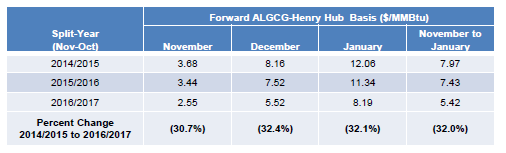 Forward ALGCG-Henry Hub Basis ($/MMBtu)
Split-Year
(Nov-Oct)
November December January November to
January
2014/2015 3.68 8.16 12.06 7.97
2015/2016 3.44 7.52 11.34 7.43
2016/2017 2.55 5.52 8.19 5.42
Percent Change
2014/2015 to 2016/2017 (30.7%) (32.4%) (32.1%) (32.0%)